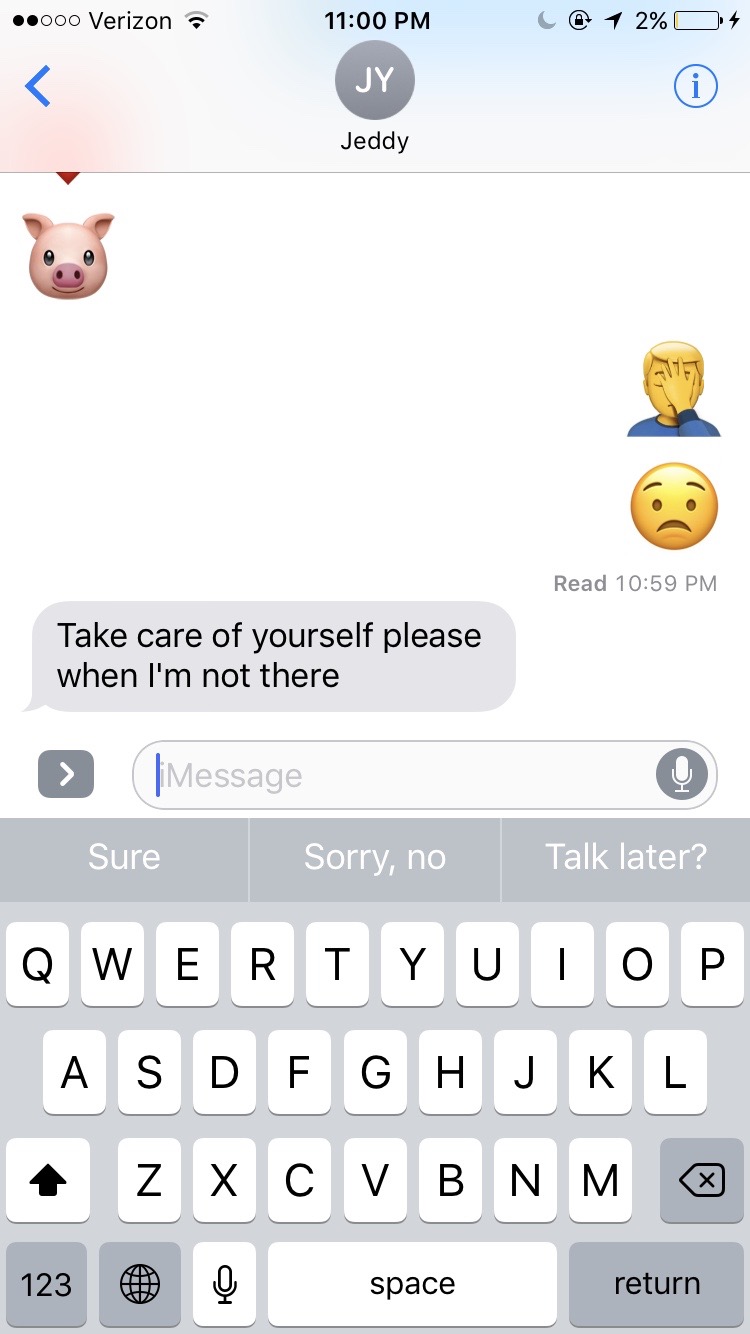 Verizon 11:00 PM 2%
JY
Jeddy
Read 10:59 PM
Take care of yourself please
when I'm not there
iMessage
Sure Sorry, no Talk later?
Q W E R T Y U I O P
A S D F G H J K L
Z X C V B N M
123 space return